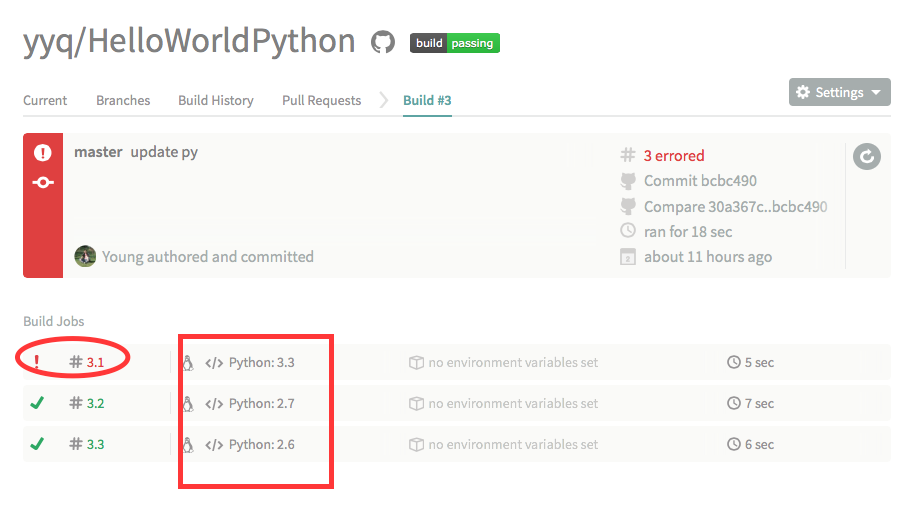 yyq/HelloWorldPython build passing
Current Branches Build History Pull Requests Build #3 Settings
master update py
# 3 errored
Commit bcbc490
Compare 30a367c..bcbc490
ran for 18 sec
about 11 hours ago
Young authored and committed
Build Jobs
! # 3.1 </> Python: 3.3 no environment variables set 5 sec
# 3.2 </> Python: 2.7 no environment variables set 7 sec
# 3.3 </> Python: 2.6 no environment variables set 6 sec